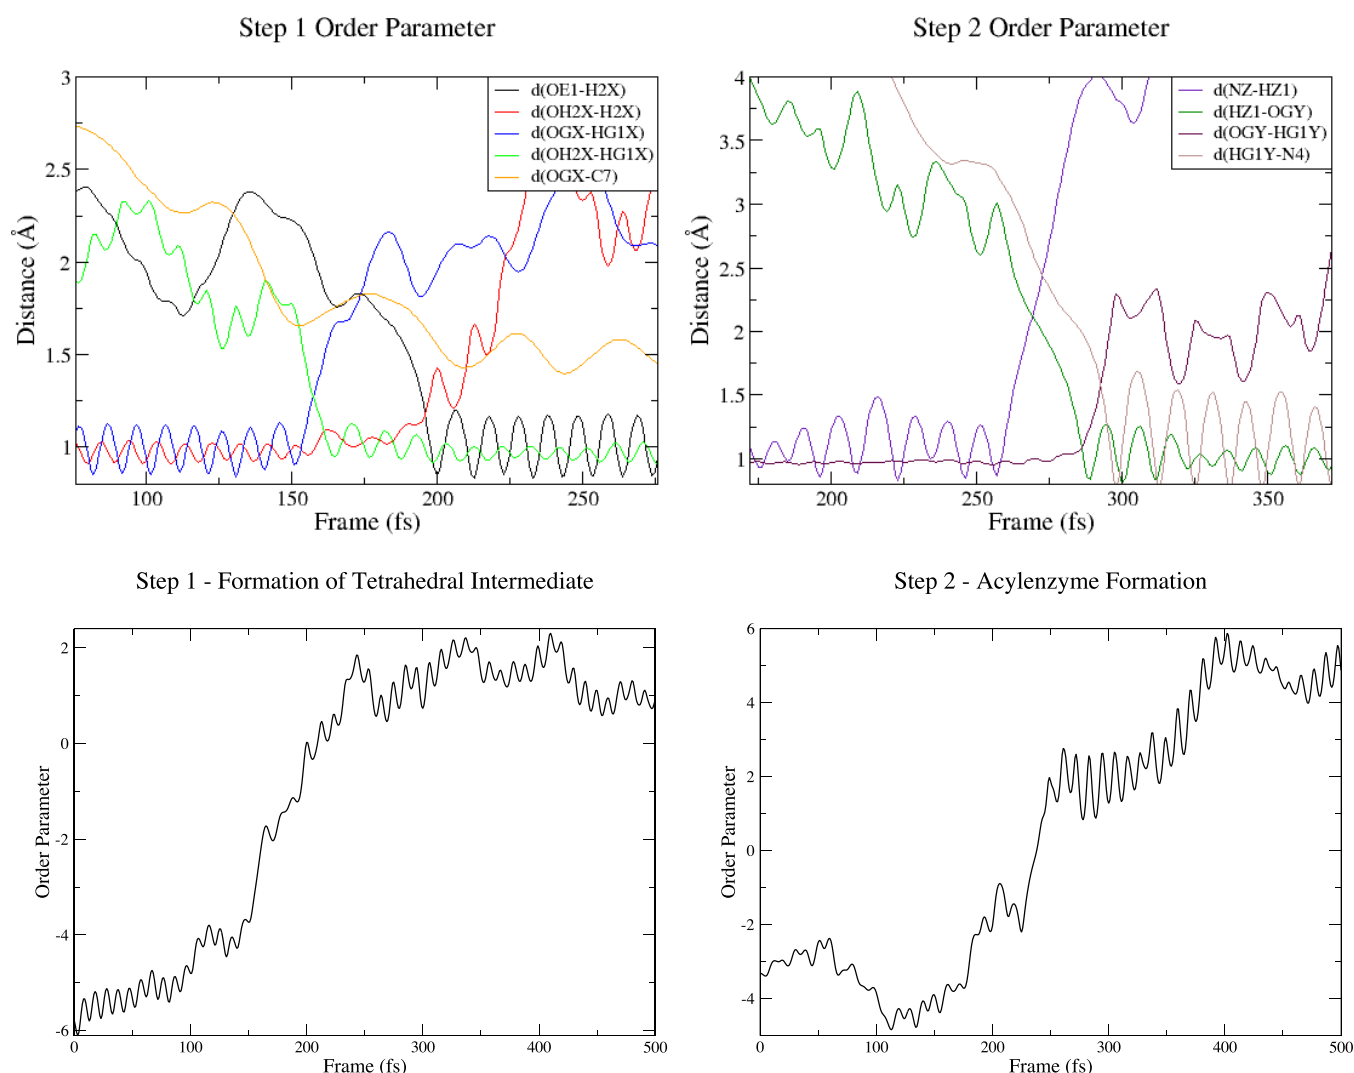 Step 1 Order Parameter
3
2.5
2
1.5
1
Distance (Å)
d(OE1-H2X)
d(OH2X-H2X)
d(OGX-HG1X)
d(OH2X-HG1X)
d(OGX-C7)
100 150 200 250
Frame (fs)
Step 2 Order Parameter
4
3.5
3
2.5
2
1.5
1
Distance (Å)
d(NZ-HZ1)
d(HZ1-OGY)
d(OGY-HG1Y)
d(HG1Y-N4)
200 250 300 350
Frame (fs)
Step 1 - Formation of Tetrahedral Intermediate
2
0
-2
-4
-6
Order Parameter
0 100 200 300 400 500
Frame (fs)
Step 2 - Acylenzyme Formation
6
4
2
0
-2
-4
Order Parameter
0 100 200 300 400 500
Frame (fs)